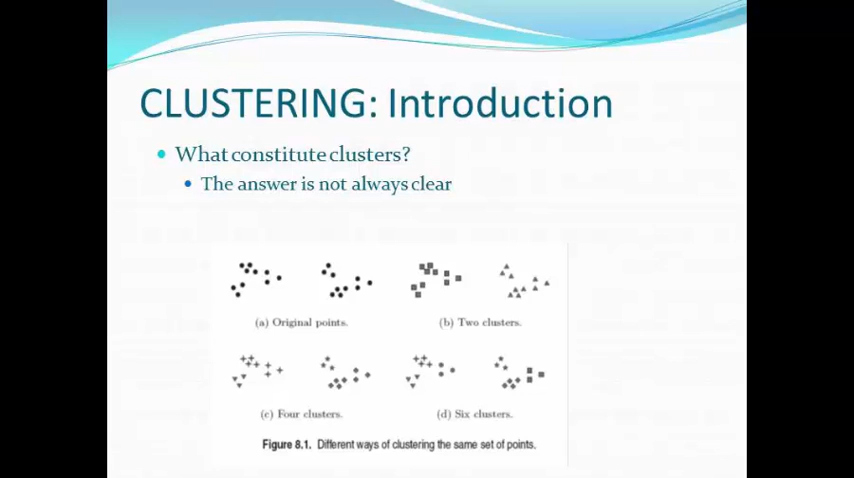 CLUSTERING: Introduction
What constitute clusters?
The answer is not always clear
(a) Original points.
(b) Two clusters.
(c) Four clusters.
(d) Six clusters.
Figure 8.1. Different ways of clustering the same set of points.